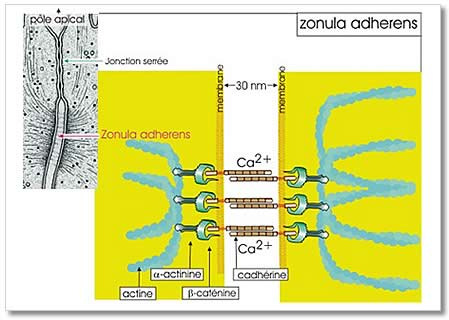 zonula adherens
pôle apical
Jonction serrée
Zonula adherens
membrane
30 nm
membrane
Ca2+
Ca2+
α-actinine
cadhérine
actine
β-caténine